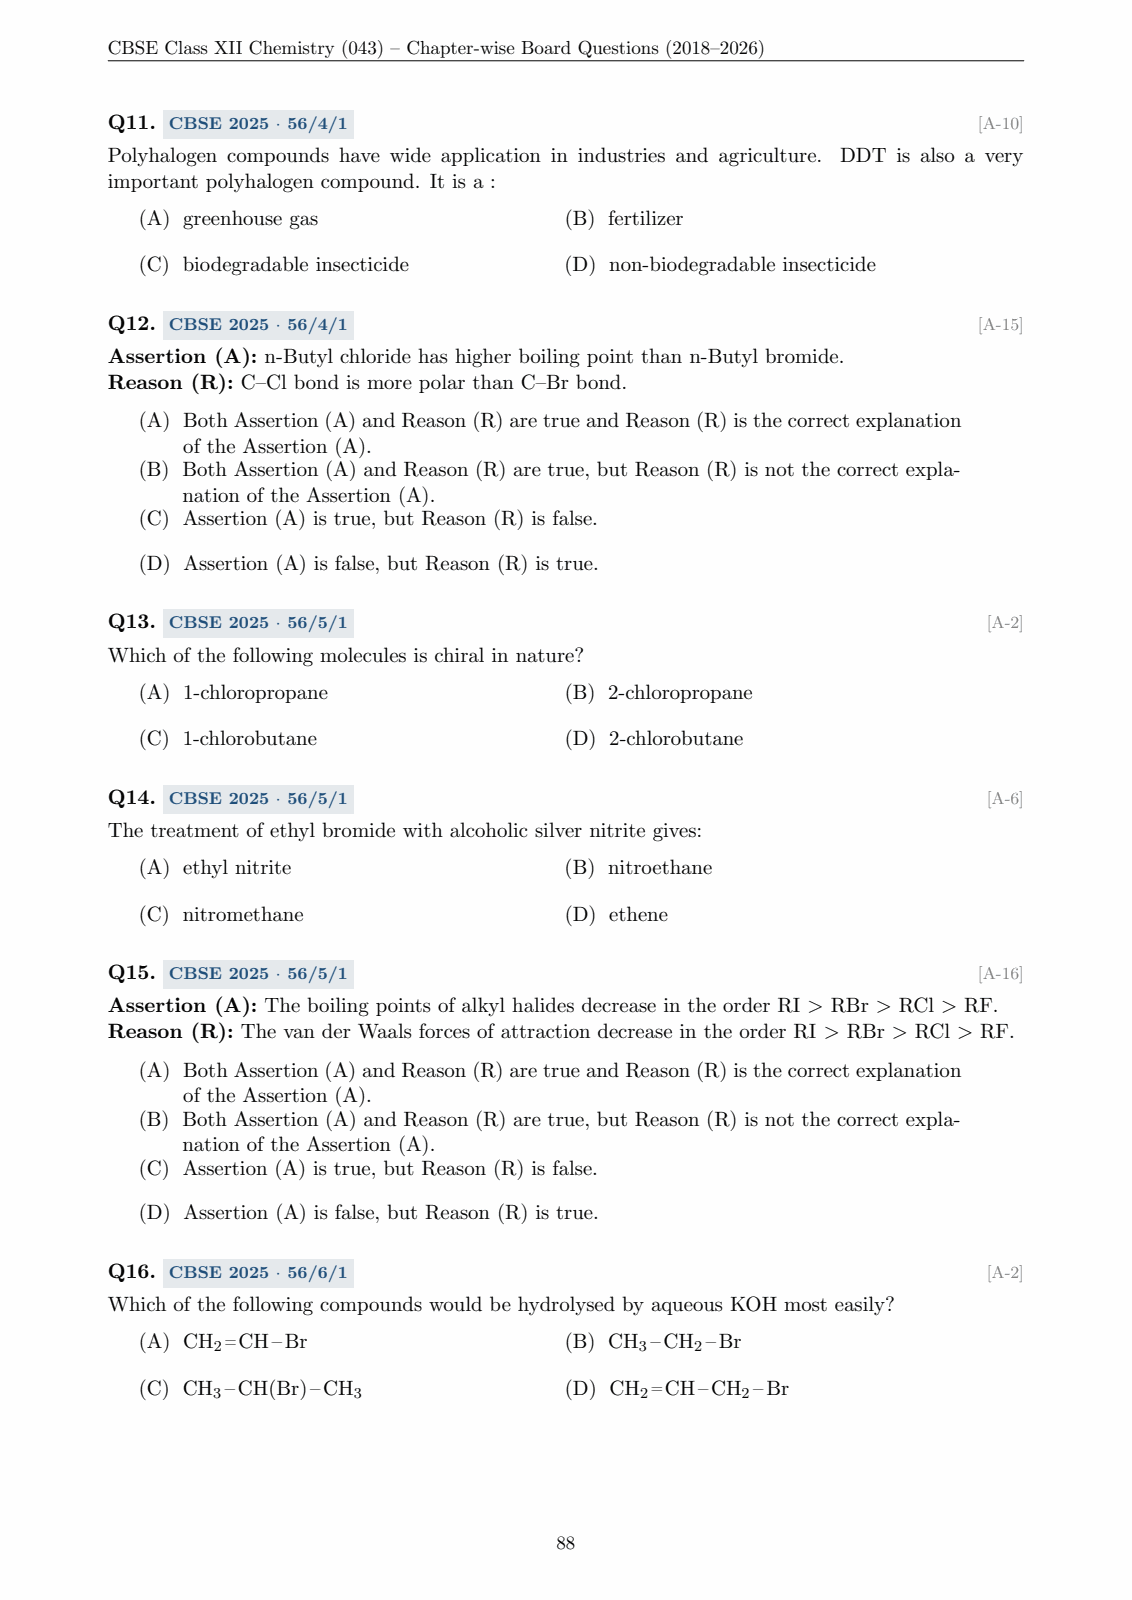 CBSE Class XII Chemistry (043) – Chapter-wise Board Questions (2018–2026)
Q11. CBSE 2025 · 56/4/1 [A-10]
Polyhalogen compounds have wide application in industries and agriculture. DDT is also a very
important polyhalogen compound. It is a :
(A) greenhouse gas (B) fertilizer
(C) biodegradable insecticide (D) non-biodegradable insecticide
Q12. CBSE 2025 · 56/4/1 [A-15]
Assertion (A): n-Butyl chloride has higher boiling point than n-Butyl bromide.
Reason (R): C–Cl bond is more polar than C–Br bond.
(A) Both Assertion (A) and Reason (R) are true and Reason (R) is the correct explanation
of the Assertion (A).
(B) Both Assertion (A) and Reason (R) are true, but Reason (R) is not the correct expla-
nation of the Assertion (A).
(C) Assertion (A) is true, but Reason (R) is false.
(D) Assertion (A) is false, but Reason (R) is true.
Q13. CBSE 2025 · 56/5/1 [A-2]
Which of the following molecules is chiral in nature?
(A) 1-chloropropane (B) 2-chloropropane
(C) 1-chlorobutane (D) 2-chlorobutane
Q14. CBSE 2025 · 56/5/1 [A-6]
The treatment of ethyl bromide with alcoholic silver nitrite gives:
(A) ethyl nitrite (B) nitroethane
(C) nitromethane (D) ethene
Q15. CBSE 2025 · 56/5/1 [A-16]
Assertion (A): The boiling points of alkyl halides decrease in the order RI > RBr > RCl > RF.
Reason (R): The van der Waals forces of attraction decrease in the order RI > RBr > RCl > RF.
(A) Both Assertion (A) and Reason (R) are true and Reason (R) is the correct explanation
of the Assertion (A).
(B) Both Assertion (A) and Reason (R) are true, but Reason (R) is not the correct expla-
nation of the Assertion (A).
(C) Assertion (A) is true, but Reason (R) is false.
(D) Assertion (A) is false, but Reason (R) is true.
Q16. CBSE 2025 · 56/6/1 [A-2]
Which of the following compounds would be hydrolysed by aqueous KOH most easily?
(A) CH₂=CH–Br (B) CH₃–CH₂–Br
(C) CH₃–CH(Br)–CH₃ (D) CH₂=CH–CH₂–Br
88